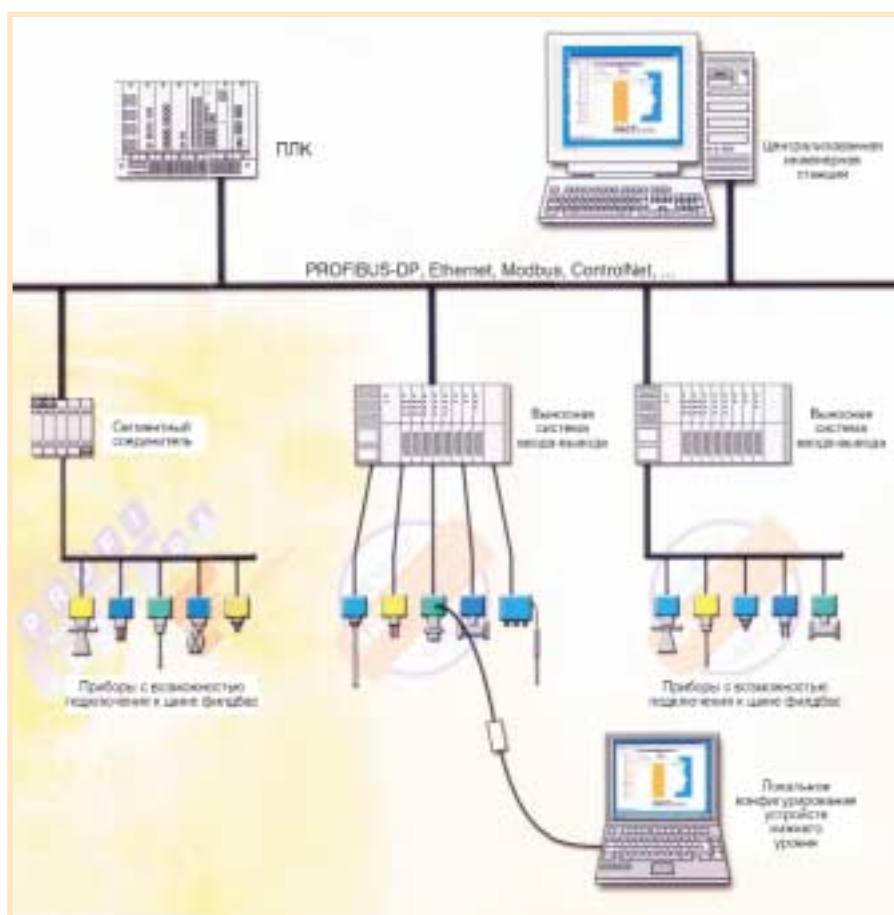 ПЛК
Централизованная
инженерная
станция
PROFIBUS-DP, Ethernet, Modbus, ControlNet, ...
Сегментный
соединитель
Выносная
система
ввода-вывода
Выносная
система
ввода-вывода
Приборы с возможностью
подключения к шине филдбас
Приборы с возможностью
подключения к шине филдбас
Локальное
конфигурирование
устройств
нижнего
уровня
PROFI